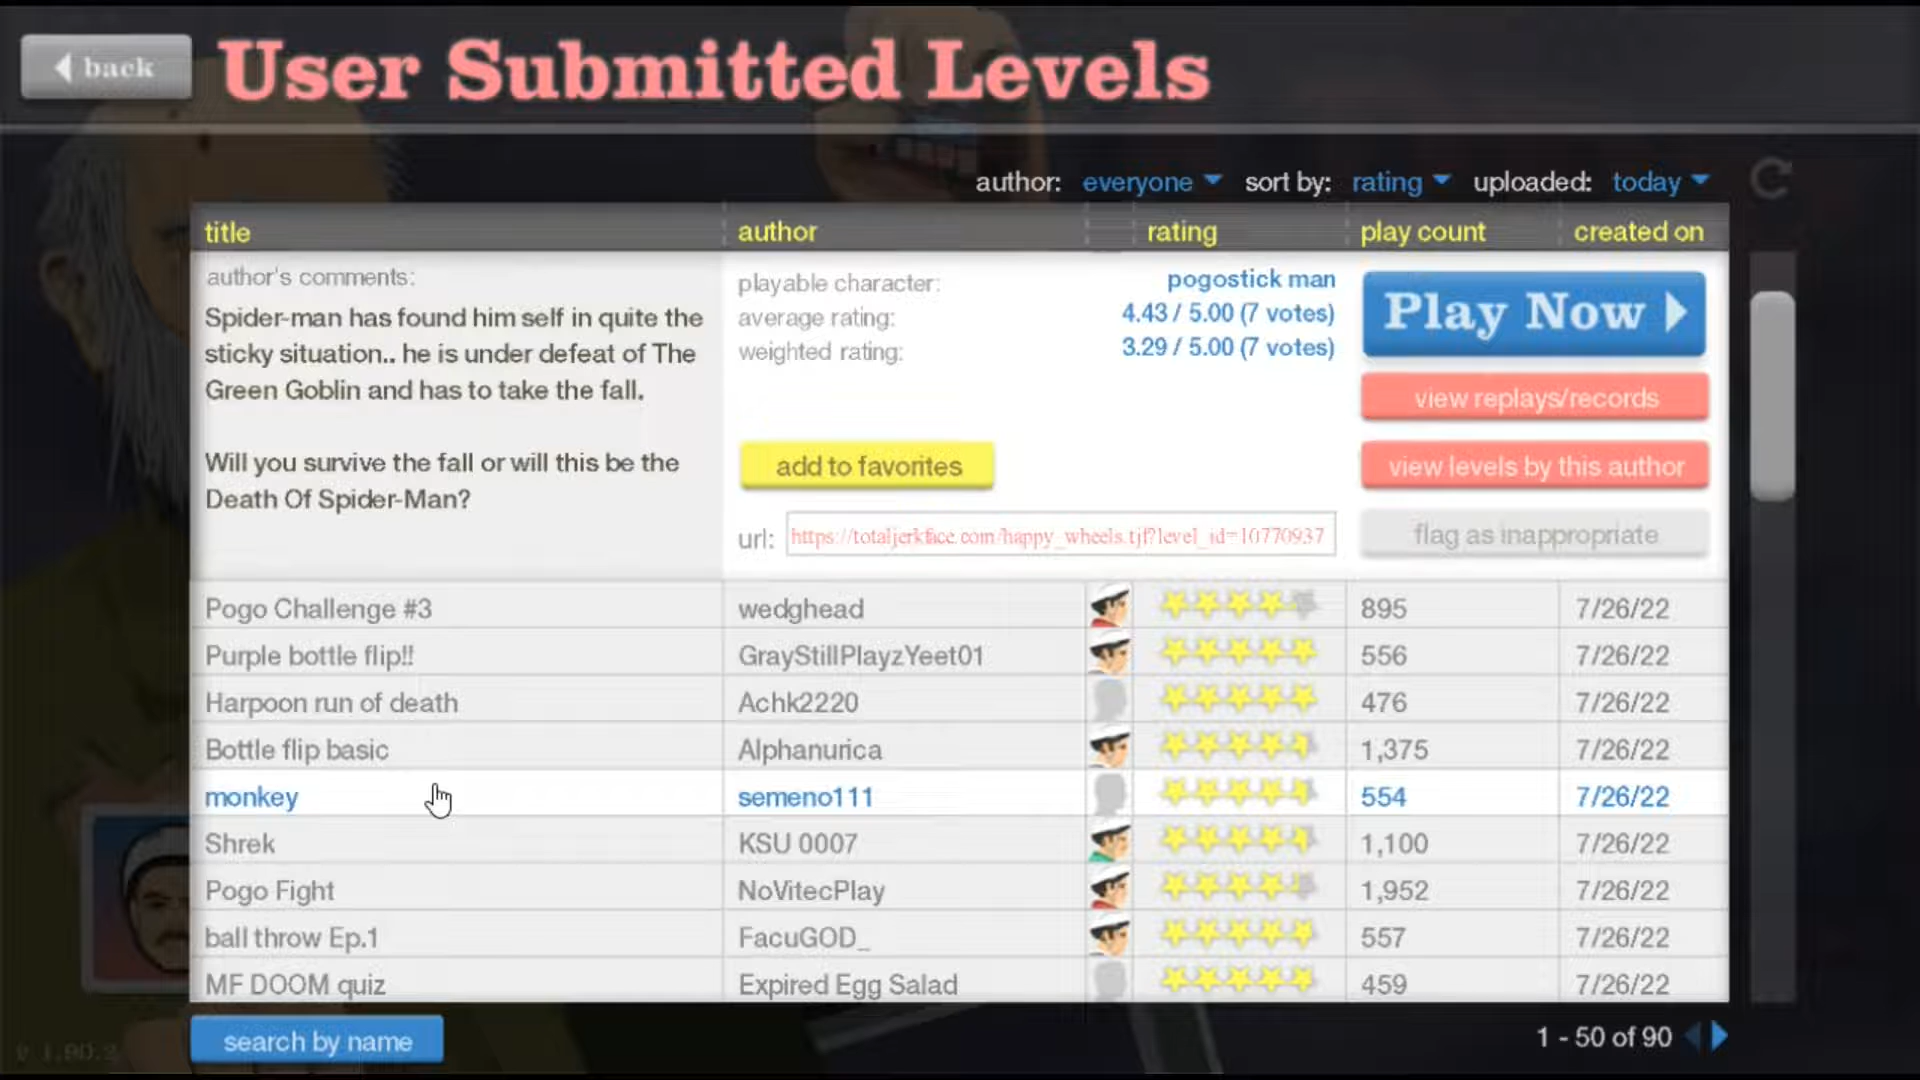 back
User Submitted Levels
author: everyone sort by: rating uploaded: today
title author rating play count created on
author's comments:
Spider-man has found him self in quite the
sticky situation.. he is under defeat of The
Green Goblin and has to take the fall.
Will you survive the fall or will this be the
Death Of Spider-Man?
playable character: pogostick man
average rating: 4.43 / 5.00 (7 votes)
weighted rating: 3.29 / 5.00 (7 votes)
add to favorites
url: https://totaljerkface.com/happy_wheels.tjf?level_id=10770937
Play Now
view replays/records
view levels by this author
flag as inappropriate
Pogo Challenge #3 wedghead 895 7/26/22
Purple bottle flip!! GrayStillPlayzYeet01 556 7/26/22
Harpoon run of death Achk2220 476 7/26/22
Bottle flip basic Alphanurica 1,375 7/26/22
monkey semeno111 554 7/26/22
Shrek KSU 0007 1,100 7/26/22
Pogo Fight NoVitecPlay 1,952 7/26/22
ball throw Ep.1 FacuGOD_ 557 7/26/22
MF DOOM quiz Expired Egg Salad 459 7/26/22
search by name
1 - 50 of 90